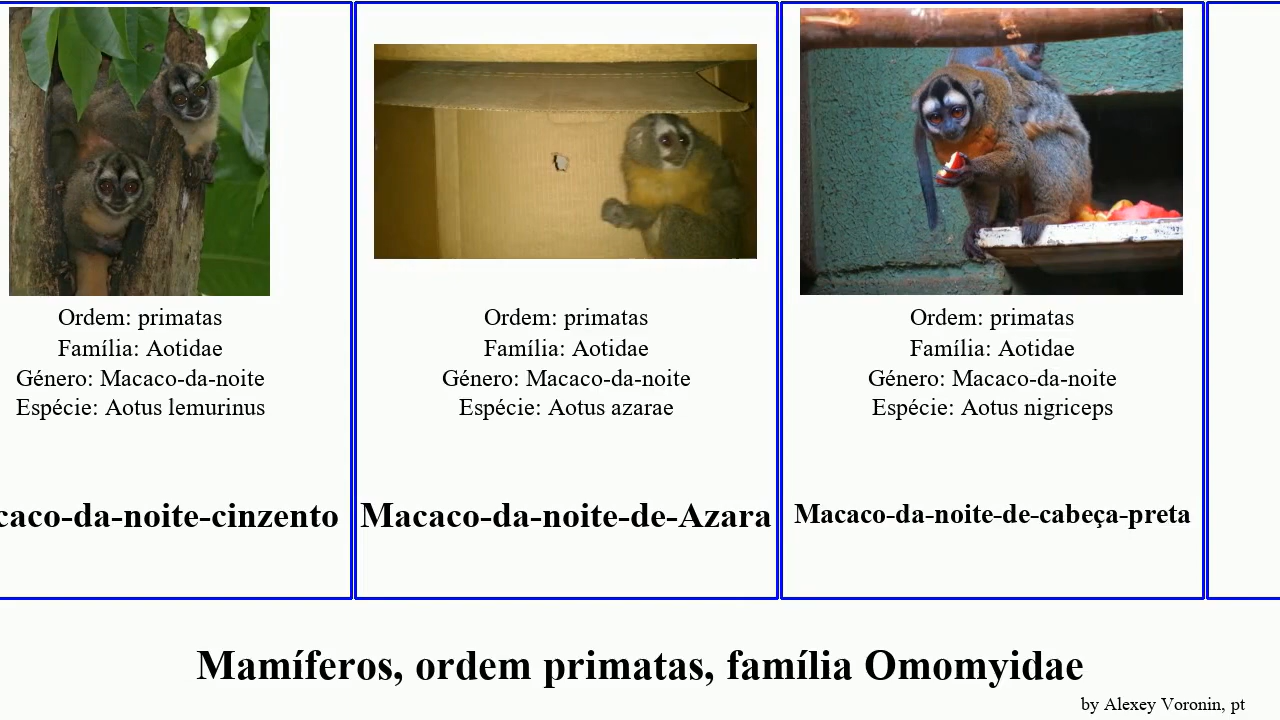 Ordem: primatas
Família: Aotidae
Género: Macaco-da-noite
Espécie: Aotus lemurinus
caco-da-noite-cinzento
Ordem: primatas
Família: Aotidae
Género: Macaco-da-noite
Espécie: Aotus azarae
Macaco-da-noite-de-Azara
Ordem: primatas
Família: Aotidae
Género: Macaco-da-noite
Espécie: Aotus nigriceps
Macaco-da-noite-de-cabeça-preta
Mamíferos, ordem primatas, família Omomyidae
by Alexey Voronin, pt